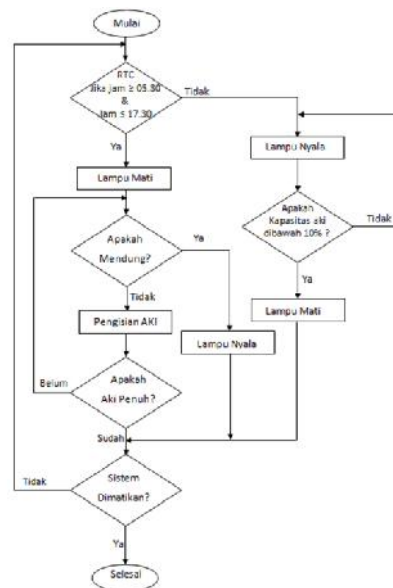 Mulai
RTC
Jika jam ≥ 05.30
&
Jam ≤ 17.30
Tidak
Ya
Lampu Nyala
Lampu Mati
Apakah
Kapasitas aki
dibawah 10% ?
Tidak
Ya
Apakah
Mendung?
Ya
Tidak
Lampu Mati
Pengisian AKI
Lampu Nyala
Belum
Apakah
Aki Penuh?
Sudah
Tidak
Sistem
Dimatikan?
Ya
Selesai